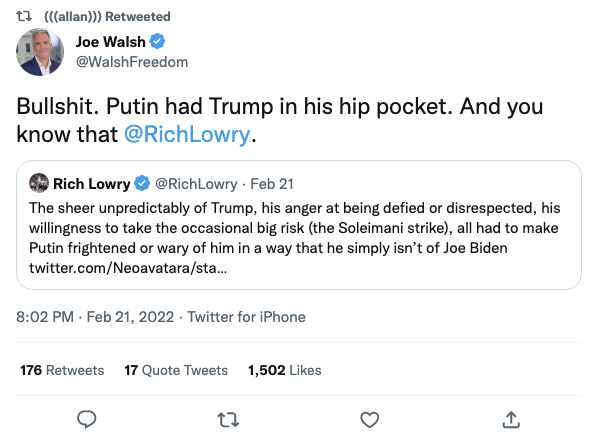 (((allan))) Retweeted
Joe Walsh
@WalshFreedom
Bullshit. Putin had Trump in his hip pocket. And you
know that @RichLowry.
Rich Lowry @RichLowry · Feb 21
The sheer unpredictably of Trump, his anger at being defied or disrespected, his
willingness to take the occasional big risk (the Soleimani strike), all had to make
Putin frightened or wary of him in a way that he simply isn't of Joe Biden
twitter.com/Neoavatara/sta...
8:02 PM · Feb 21, 2022 · Twitter for iPhone
176 Retweets 17 Quote Tweets 1,502 Likes